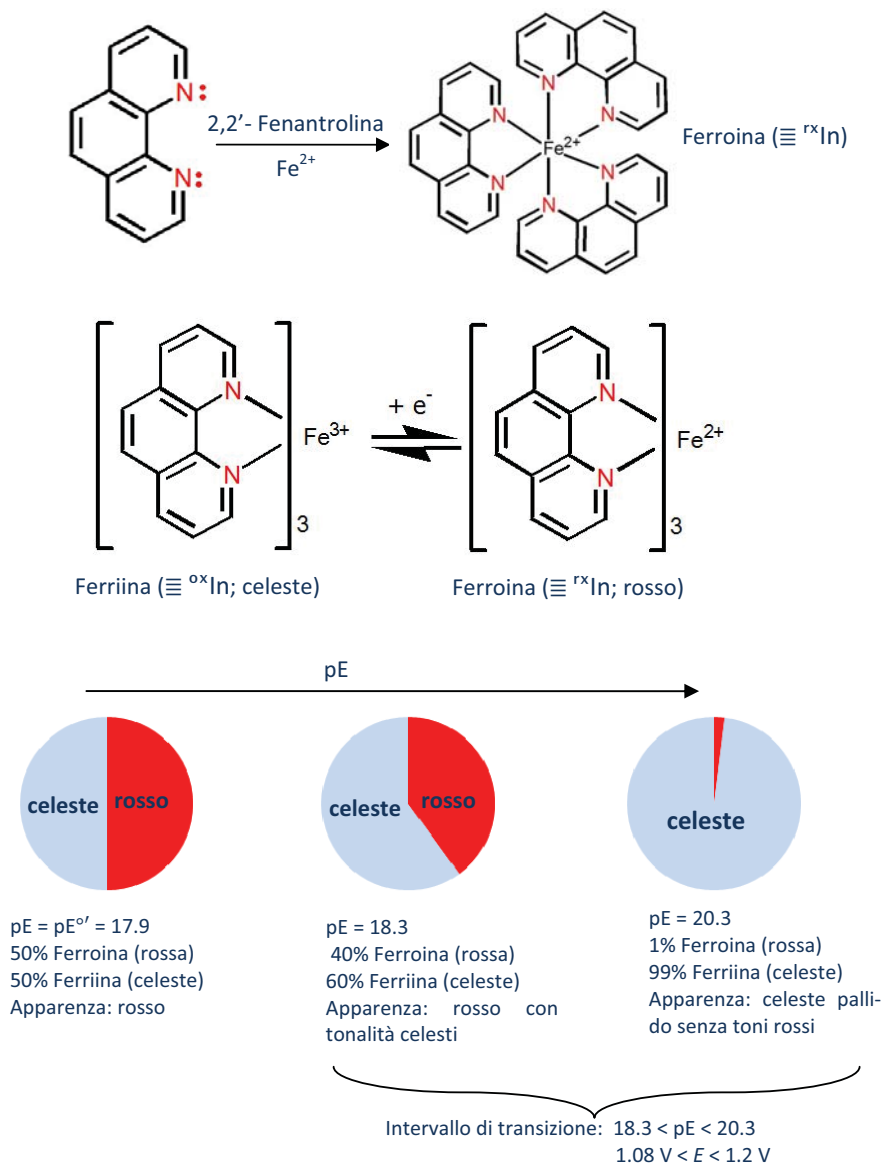 N:
N:
2,2’- Fenantrolina
Fe2+
N
N
N
N
N
N
Fe2+
Ferroina (≡ rxIn)
N
N
3
Fe3+
+ e-
N
N
3
Fe2+
Ferriina (≡ oxIn; celeste)
Ferroina (≡ rxIn; rosso)
pE
celeste
rosso
celeste
rosso
celeste
pE = pE°’ = 17.9
50% Ferroina (rossa)
50% Ferriina (celeste)
Apparenza: rosso
pE = 18.3
40% Ferroina (rossa)
60% Ferriina (celeste)
Apparenza: rosso con
tonalità celesti
pE = 20.3
1% Ferroina (rossa)
99% Ferriina (celeste)
Apparenza: celeste palli-
do senza toni rossi
Intervallo di transizione: 18.3 < pE < 20.3
1.08 V < E < 1.2 V